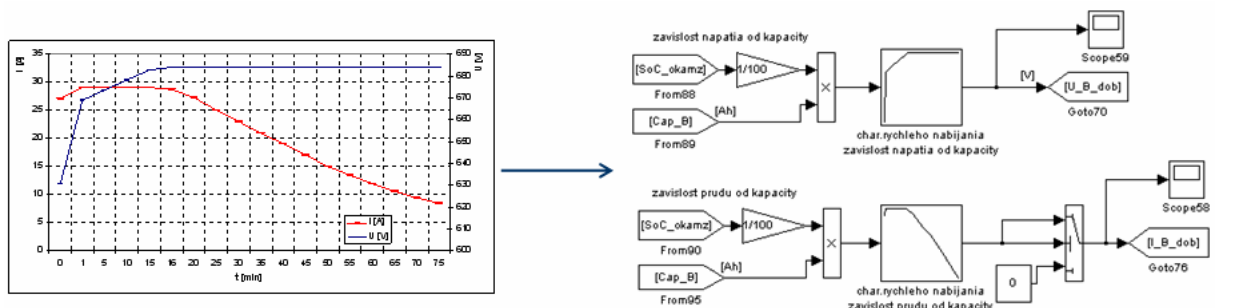 I [A]
U [V]
35
30
25
20
15
10
5
0
690
680
670
660
650
640
630
620
610
600
0 1 5 10 15 15 20 25 30 35 40 45 50 55 60 65 70 75
t [min]
I [A]
U [V]
zavislost napatia od kapacity
[SoC_okamz]
From88
1/100
[Cap_B]
From89
[Ah]
×
char.rychleho nabijania
zavislost napatia od kapacity
[V]
Scope59
[U_B_dob]
Goto70
zavislost prudu od kapacity
[SoC_okamz]
From90
1/100
[Cap_B]
From95
[Ah]
×
char.rychleho nabijania
zavislost prudu od kapacity
0
Scope58
[I_B_dob]
Goto76